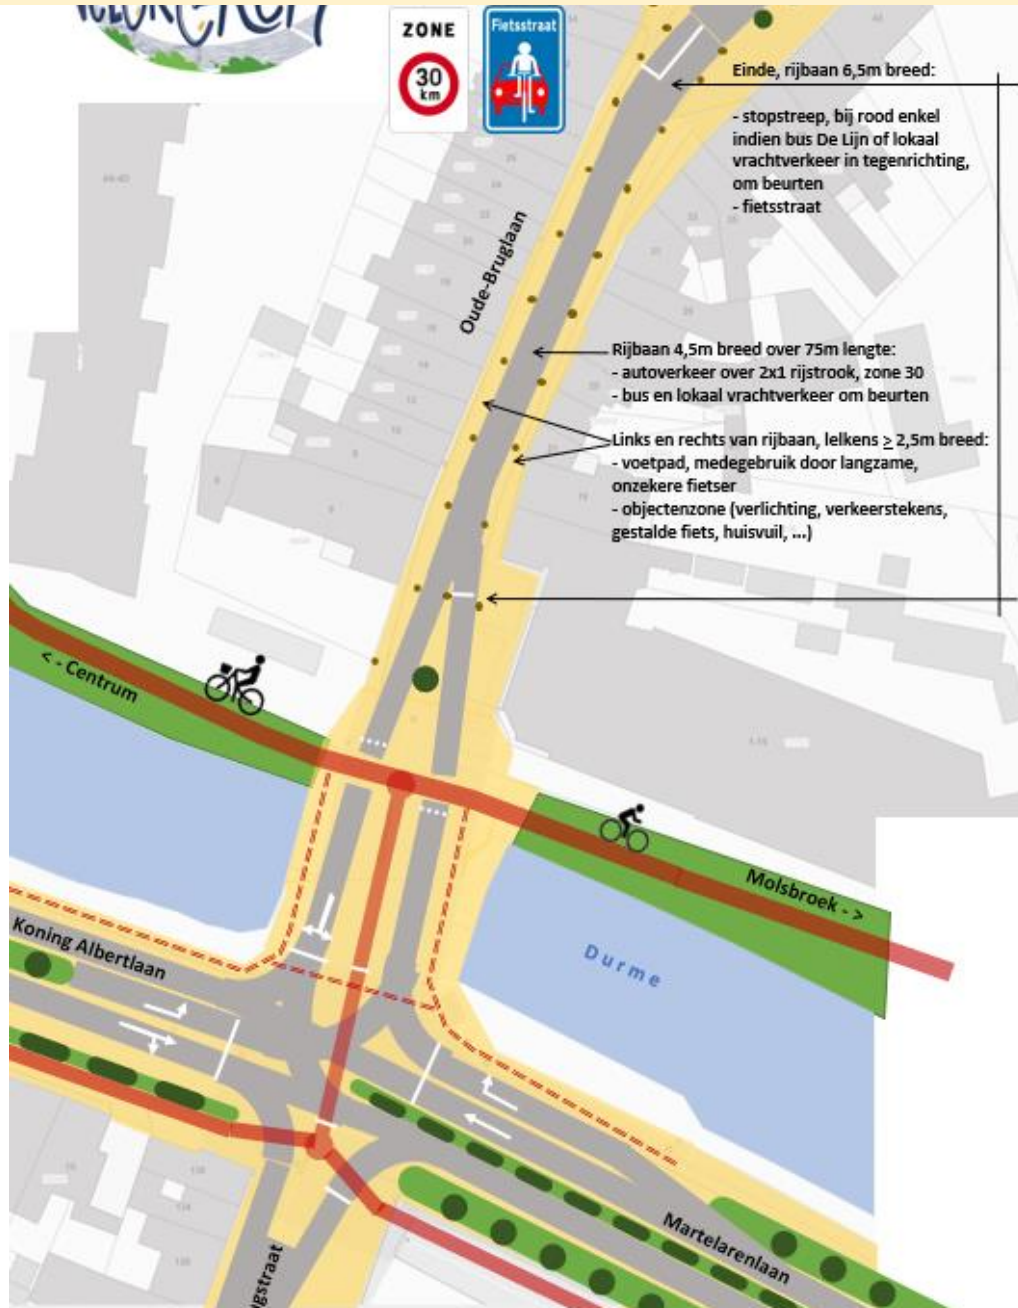 ZONE
30
km
Fietsstraat
Einde, rijbaan 6,5m breed:
- stopstreep, bij rood enkel
indien bus De Lijn of lokaal
vrachtverkeer in tegenrichting,
om beurten
- fietsstraat
Oude-Bruglaan
Rijbaan 4,5m breed over 75m lengte:
- autoverkeer over 2x1 rijstrook, zone 30
- bus en lokaal vrachtverkeer om beurten
Links en rechts van rijbaan, lelkens ≥ 2,5m breed:
- voetpad, medegebruik door langzame,
onzekere fietser
- objectenzone (verlichting, verkeerstekens,
gestalde fiets, huisvuil, ...)
< - Centrum
Molsbroek - >
Durme
Koning Albertlaan
Martelarenlaan